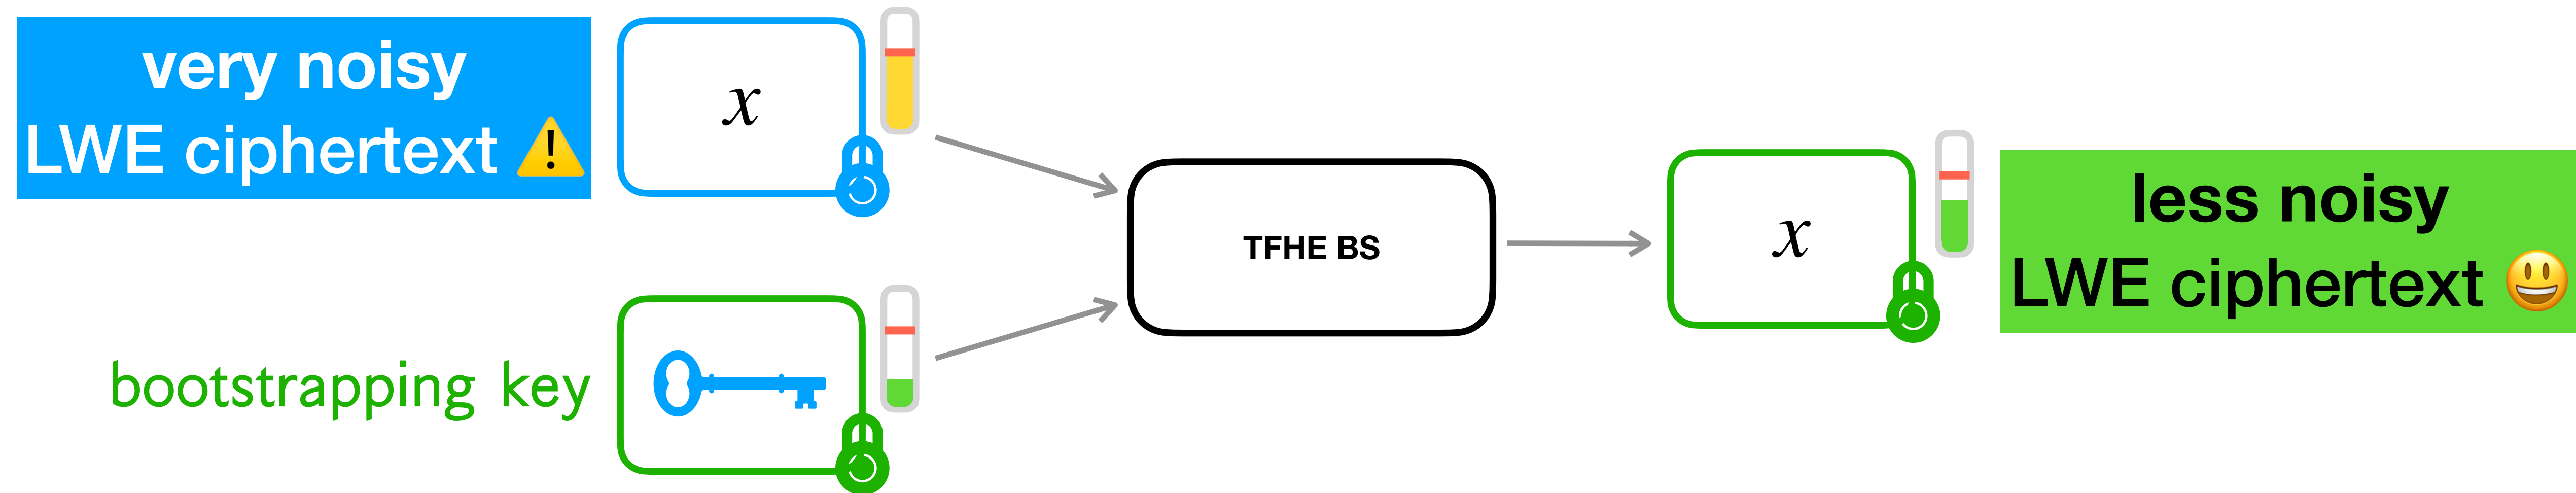 very noisy
LWE ciphertext ⚠️
x
TFHE BS
x
less noisy
LWE ciphertext 😃
bootstrapping key